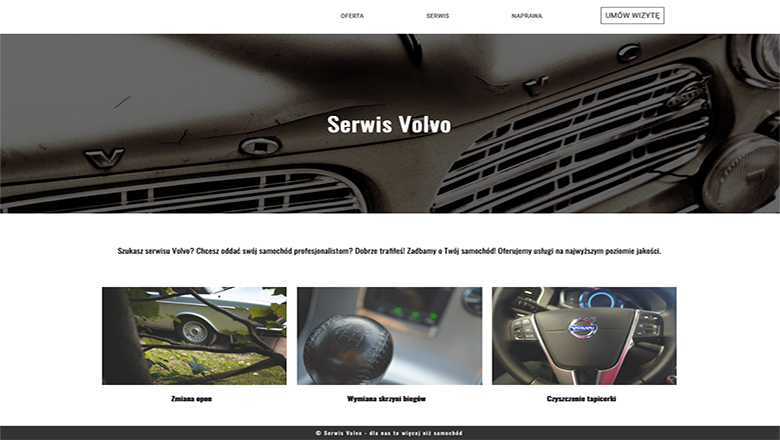 OFERTA SERWIS NAPRAWA UMÓW WIZYTĘ
Serwis Volvo
Szukasz serwisu Volvo? Chcesz oddać swój samochód profesjonalistom? Dobrze trafiłeś! Zadbamy o Twój samochód! Oferujemy usługi na najwyższym poziomie jakości.
VOLVO
Zmiana opon Wymiana skrzyni biegów Czyszczenie tapicerki
© Serwis Volvo - dla nas to więcej niż samochód